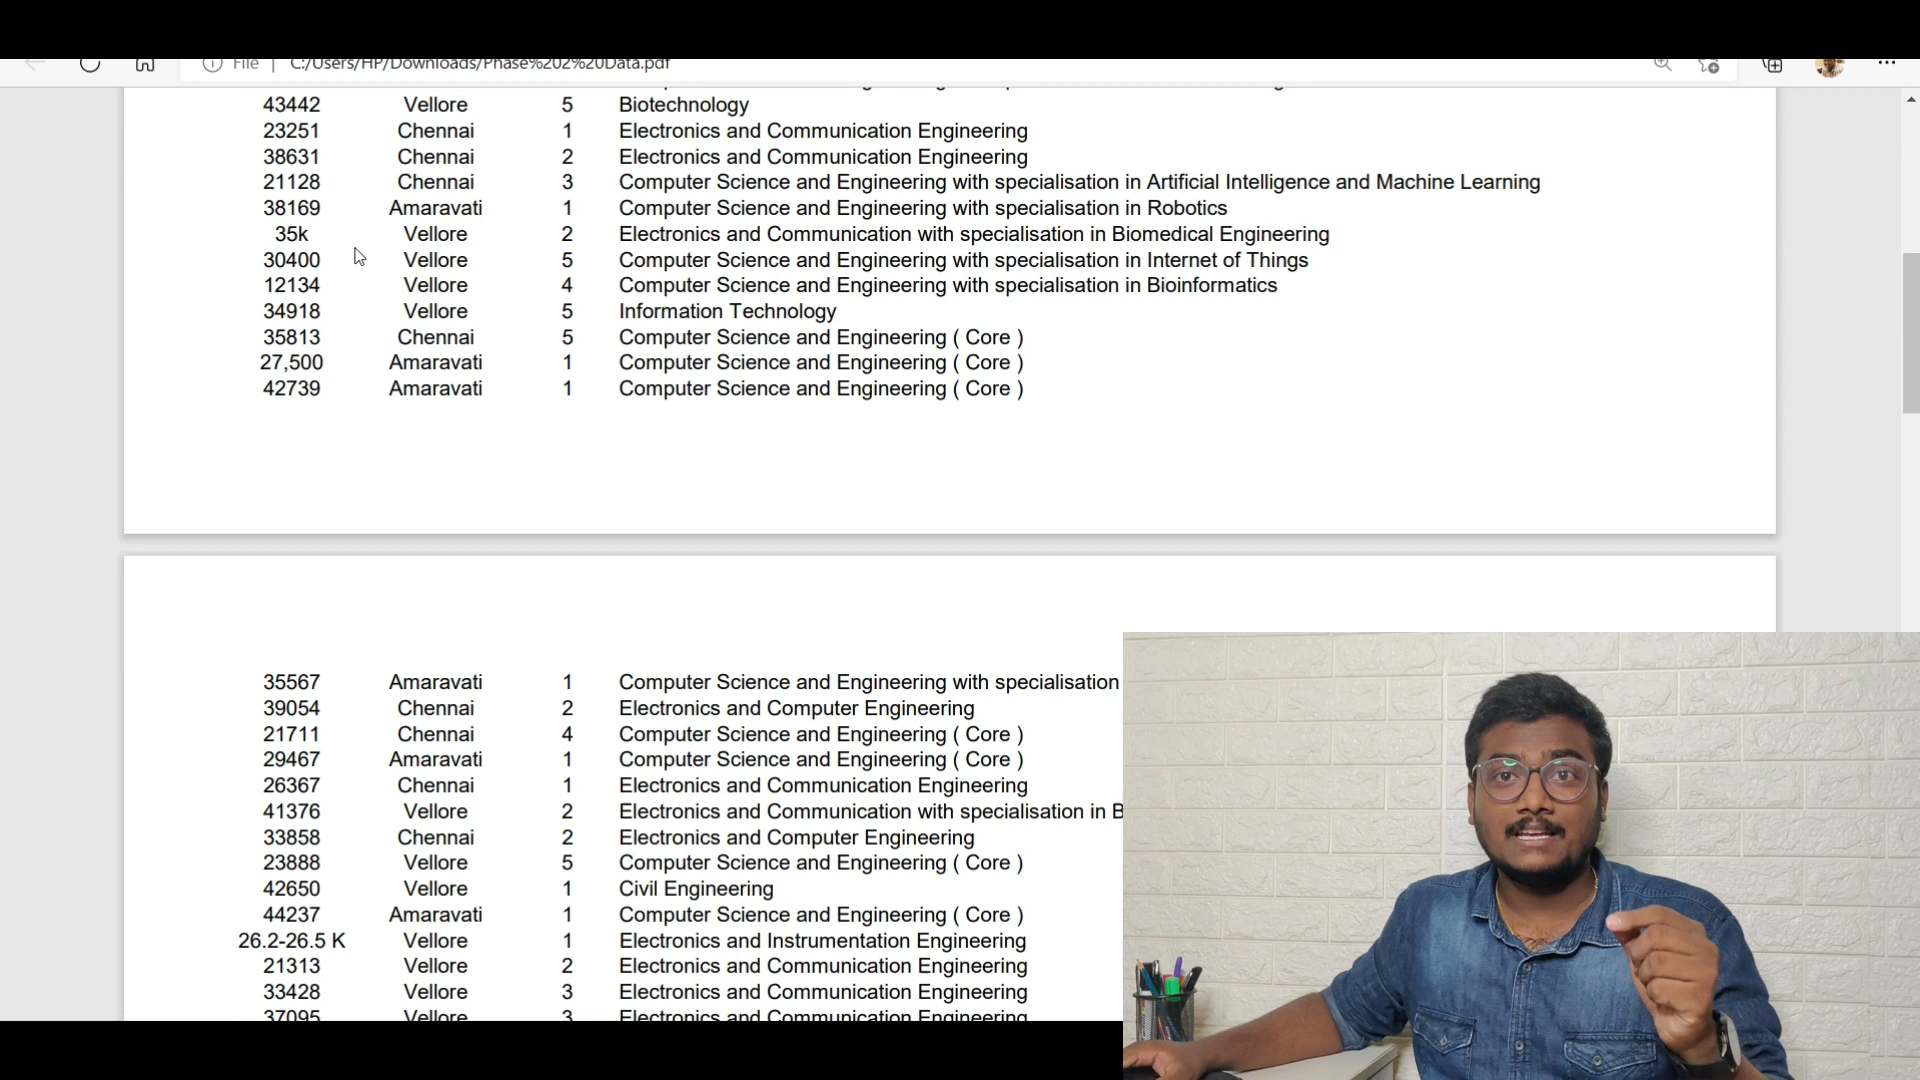 File | C:/Users/HP/Downloads/Phase%202%20Data.pdf
43442 Vellore 5 Biotechnology
23251 Chennai 1 Electronics and Communication Engineering
38631 Chennai 2 Electronics and Communication Engineering
21128 Chennai 3 Computer Science and Engineering with specialisation in Artificial Intelligence and Machine Learning
38169 Amaravati 1 Computer Science and Engineering with specialisation in Robotics
35k Vellore 2 Electronics and Communication with specialisation in Biomedical Engineering
30400 Vellore 5 Computer Science and Engineering with specialisation in Internet of Things
12134 Vellore 4 Computer Science and Engineering with specialisation in Bioinformatics
34918 Vellore 5 Information Technology
35813 Chennai 5 Computer Science and Engineering ( Core )
27,500 Amaravati 1 Computer Science and Engineering ( Core )
42739 Amaravati 1 Computer Science and Engineering ( Core )
35567 Amaravati 1 Computer Science and Engineering with specialisation
39054 Chennai 2 Electronics and Computer Engineering
21711 Chennai 4 Computer Science and Engineering ( Core )
29467 Amaravati 1 Computer Science and Engineering ( Core )
26367 Chennai 1 Electronics and Communication Engineering
41376 Vellore 2 Electronics and Communication with specialisation in B
33858 Chennai 2 Electronics and Computer Engineering
23888 Vellore 5 Computer Science and Engineering ( Core )
42650 Vellore 1 Civil Engineering
44237 Amaravati 1 Computer Science and Engineering ( Core )
26.2-26.5 K Vellore 1 Electronics and Instrumentation Engineering
21313 Vellore 2 Electronics and Communication Engineering
33428 Vellore 3 Electronics and Communication Engineering
37095 Vellore 3 Electronics and Communication Engineering